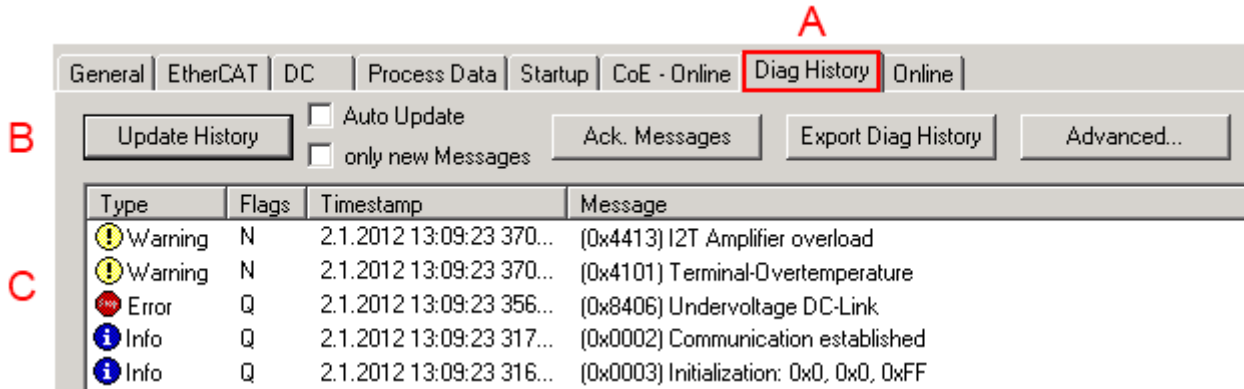 A
General EtherCAT DC Process Data Startup CoE - Online Diag History Online
B
Update History Auto Update only new Messages Ack. Messages Export Diag History Advanced...
Type Flags Timestamp Message
C
Warning N 2.1.2012 13:09:23 370... (0x4413) I2T Amplifier overload
Warning N 2.1.2012 13:09:23 370... (0x4101) Terminal-Overtemperature
Error Q 2.1.2012 13:09:23 356... (0x8406) Undervoltage DC-Link
Info Q 2.1.2012 13:09:23 317... (0x0002) Communication established
Info Q 2.1.2012 13:09:23 316... (0x0003) Initialization: 0x0, 0x0, 0xFF